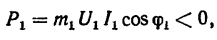 P₁ = m₁ U₁ I₁ cos φ₁ < 0,